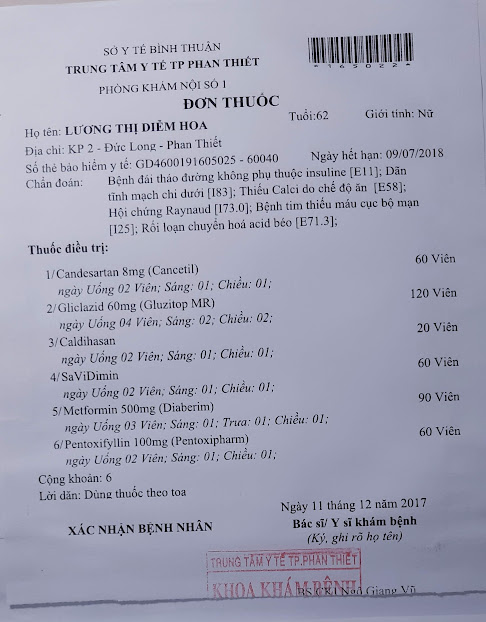 SỞ Y TẾ BÌNH THUẬN
TRUNG TÂM Y TẾ TP PHAN THIẾT
*165022*
PHÒNG KHÁM NỘI SỐ 1
ĐƠN THUỐC
Họ tên: LƯƠNG THỊ DIỄM HOA Tuổi:62 Giới tính: Nữ
Địa chỉ: KP 2 - Đức Long - Phan Thiết
Số thẻ bảo hiểm y tế: GD4600191605025 - 60040 Ngày hết hạn: 09/07/2018
Chẩn đoán: Bệnh đái tháo đường không phụ thuộc insuline [E11]; Dãn
tĩnh mạch chi dưới [I83]; Thiếu Calci do chế độ ăn [E58];
Hội chứng Raynaud [I73.0]; Bệnh tim thiếu máu cục bộ mạn
[I25]; Rối loạn chuyển hoá acid béo [E71.3];
Thuốc điều trị:
1/Candesartan 8mg (Cancetil) 60 Viên
ngày Uống 02 Viên; Sáng: 01; Chiều: 01;
2/Gliclazid 60mg (Gluzitop MR) 120 Viên
ngày Uống 04 Viên; Sáng: 02; Chiều: 02;
3/Caldihasan 20 Viên
ngày Uống 02 Viên; Sáng: 01; Chiều: 01;
4/SaViDimin 60 Viên
ngày Uống 02 Viên; Sáng: 01; Chiều: 01;
5/Metformin 500mg (Diaberim) 90 Viên
ngày Uống 03 Viên; Sáng: 01; Trưa: 01; Chiều: 01;
6/Pentoxifyllin 100mg (Pentoxipharm) 60 Viên
ngày Uống 02 Viên; Sáng: 01; Chiều: 01;
Cộng khoản: 6
Lời dặn: Dùng thuốc theo toa
Ngày 11 tháng 12 năm 2017
XÁC NHẬN BỆNH NHÂN Bác sĩ/ Y sĩ khám bệnh
(Ký, ghi rõ họ tên)
TRUNG TÂM Y TẾ TP.PHAN THIẾT
KHOA KHÁM BỆNH
BS.CKI Ngô Giang Vũ